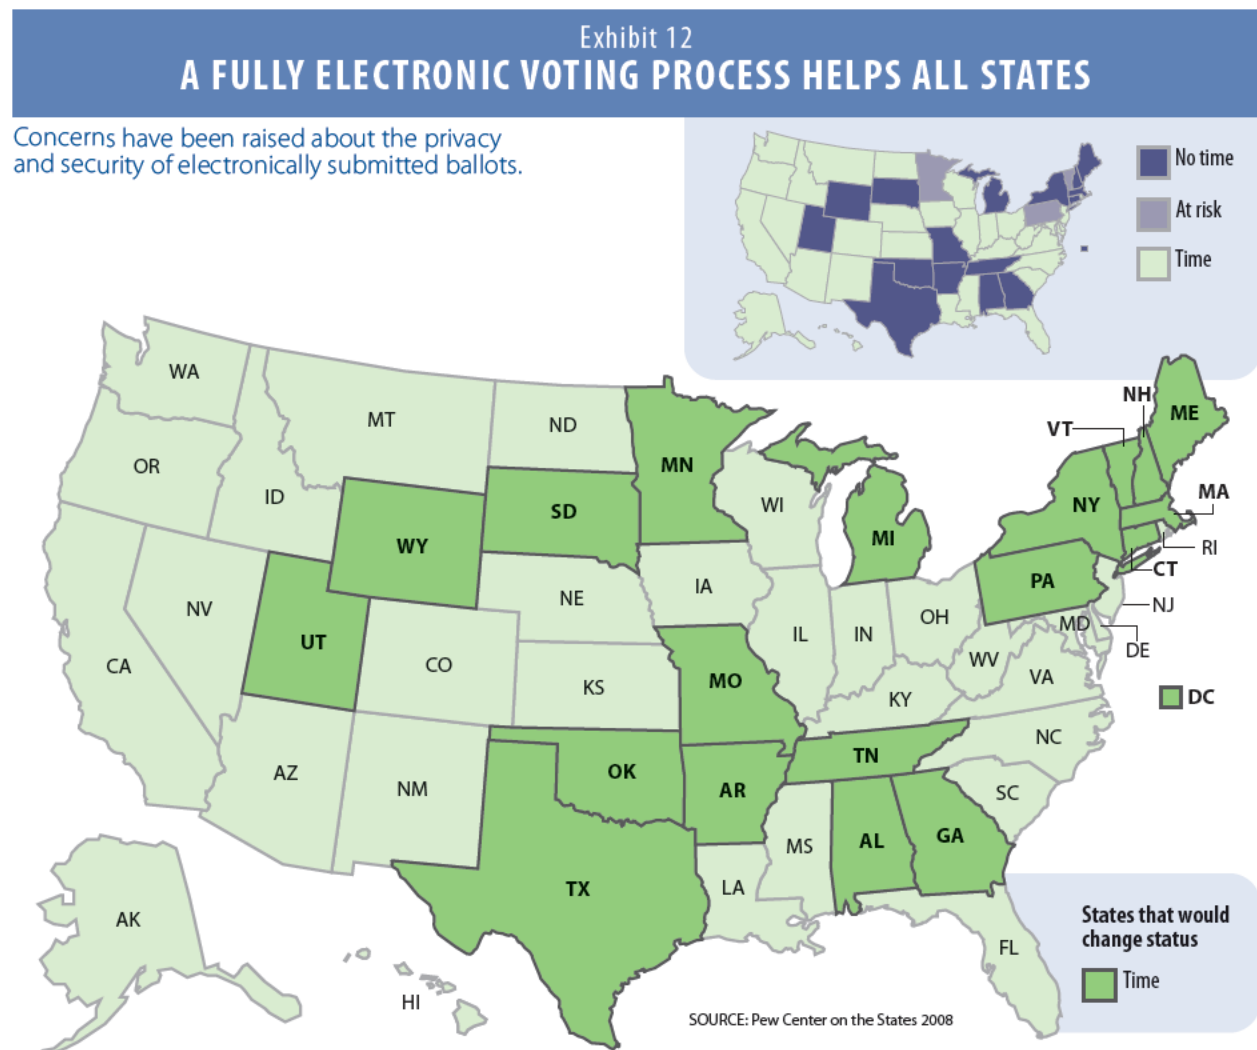 Exhibit 12
A FULLY ELECTRONIC VOTING PROCESS HELPS ALL STATES
Concerns have been raised about the privacy
and security of electronically submitted ballots.
No time
At risk
Time
WA
MT
ND
MN
OR
ID
WY
SD
WI
MI
NH
ME
VT
NY
MA
RI
CT
PA
NJ
MD
DE
NV
UT
CA
CO
NE
IA
IL
IN
OH
WV
VA
KS
MO
KY
DC
NC
AZ
NM
OK
AR
TN
SC
MS
AL
GA
TX
LA
FL
AK
HI
States that would
change status
Time
SOURCE: Pew Center on the States 2008